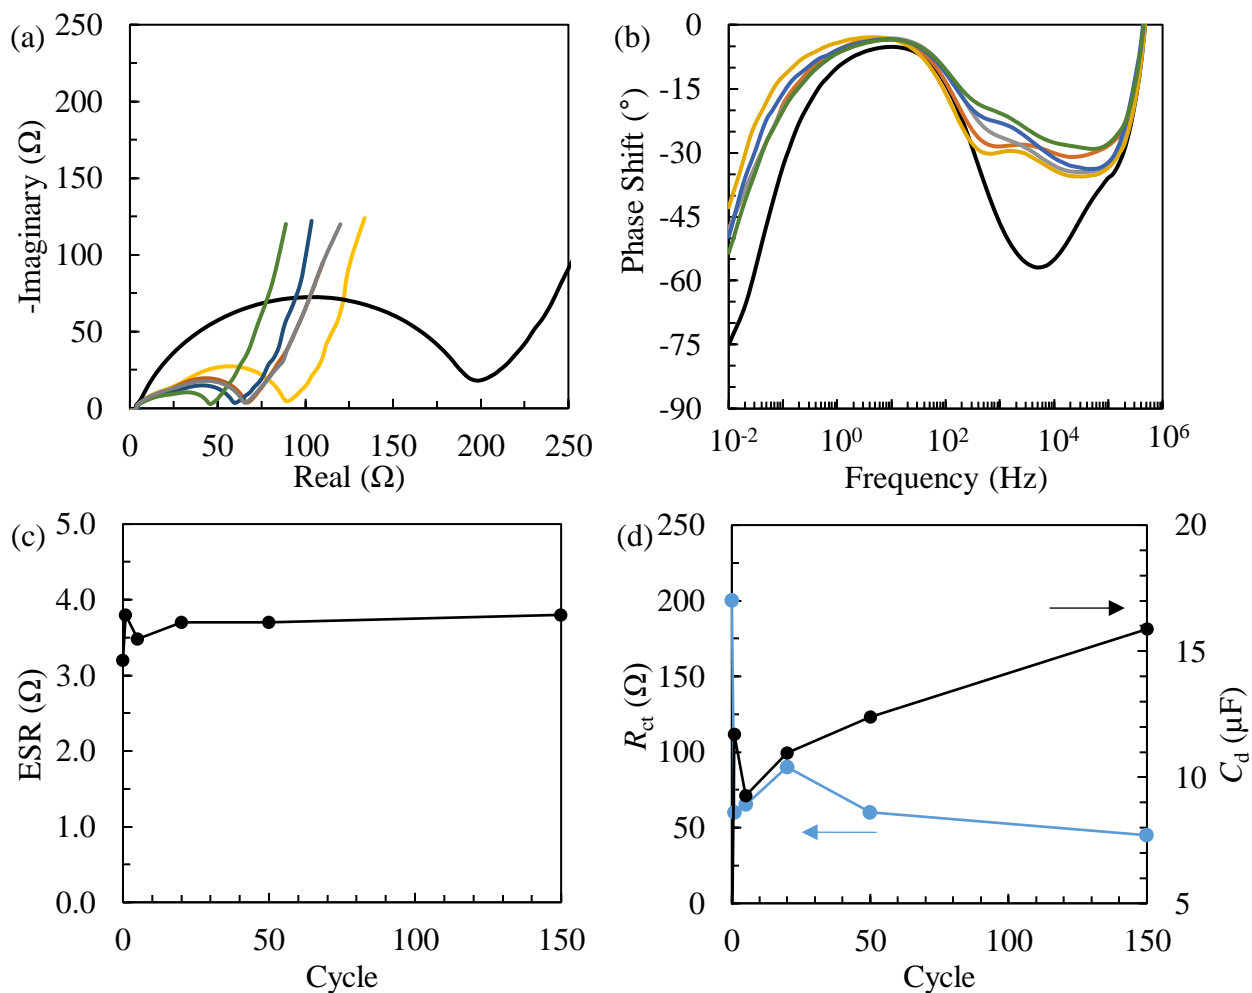 (a)
-Imaginary (Ω)
250
200
150
100
50
0
0 50 100 150 200 250
Real (Ω)
(b)
Phase Shift (°)
0
-15
-30
-45
-60
-75
-90
10-2 100 102 104 106
Frequency (Hz)
(c)
ESR (Ω)
5.0
4.0
3.0
2.0
1.0
0.0
0 50 100 150
Cycle
(d)
Rct (Ω)
250
200
150
100
50
0
20
15
10
5
Cd (µF)
0 50 100 150
Cycle